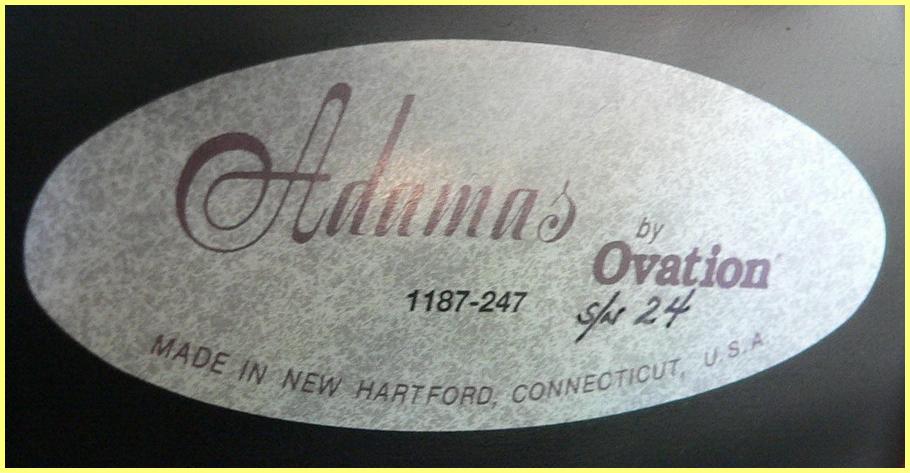 Adamas
by
Ovation
1187-247
s/n 24
MADE IN NEW HARTFORD, CONNECTICUT, U.S.A.